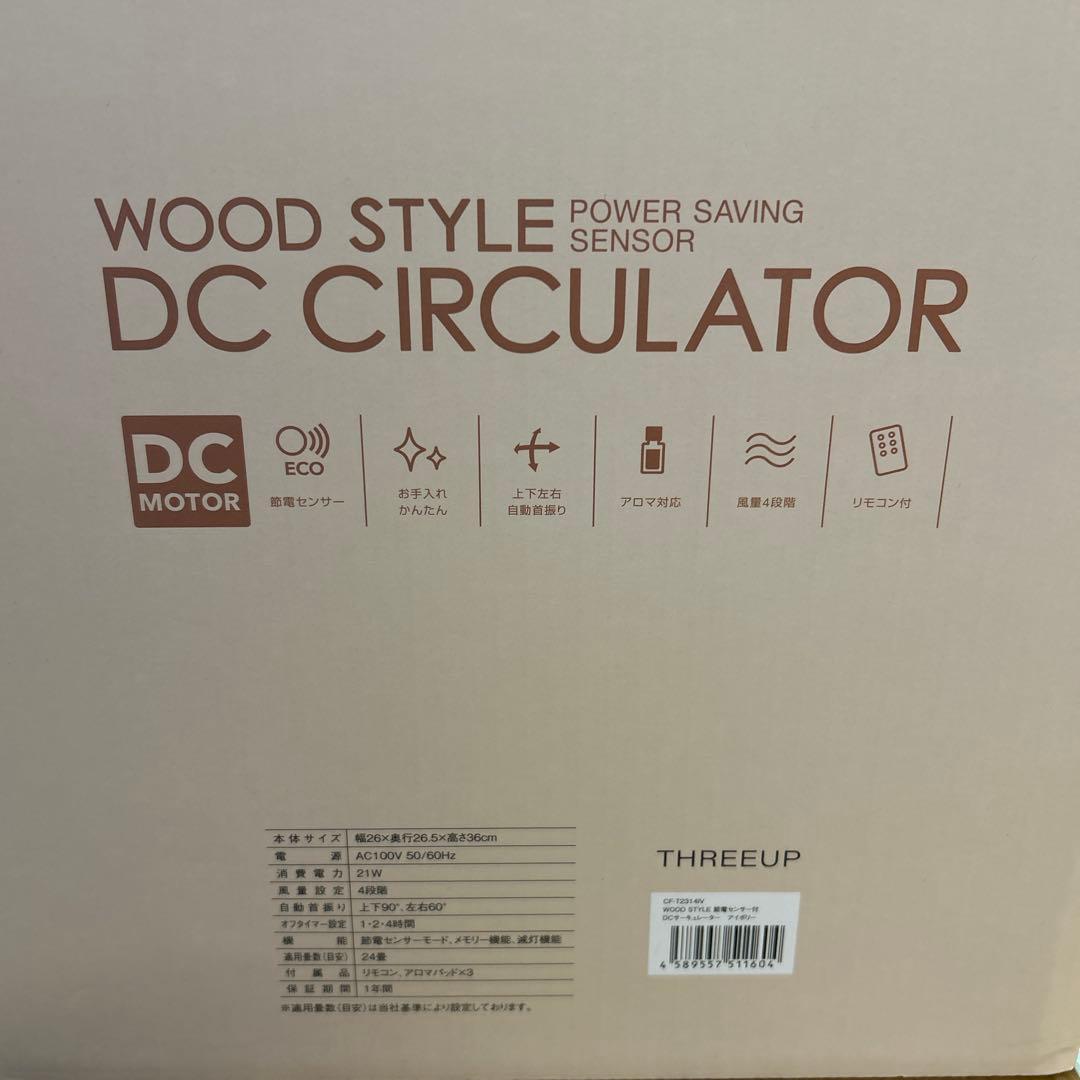 WOOD STYLE POWER SAVING
SENSOR
DC CIRCULATOR
DC
MOTOR
ECO
節電センサー
お手入れ
かんたん
上下左右
自動首振り
アロマ対応
風量4段階
リモコン付
本体サイズ 幅26×奥行26.5×高さ36cm
電源 AC100V 50/60Hz
消費電力 21W
風量設定 4段階
自動首振り 上下90°、左右60°
オフタイマー設定 1・2・4時間
機能 節電センサーモード、メモリー機能、減灯機能
適用畳数(目安) 24畳
付属品 リモコン、アロマパッド×3
保証期間 1年間
※適用畳数(目安)は当社基準により設定しております。
THREEUP
CF-T2314IV
WOOD STYLE 節電センサー付
DCサーキュレーター アイボリー
4 589557 511604